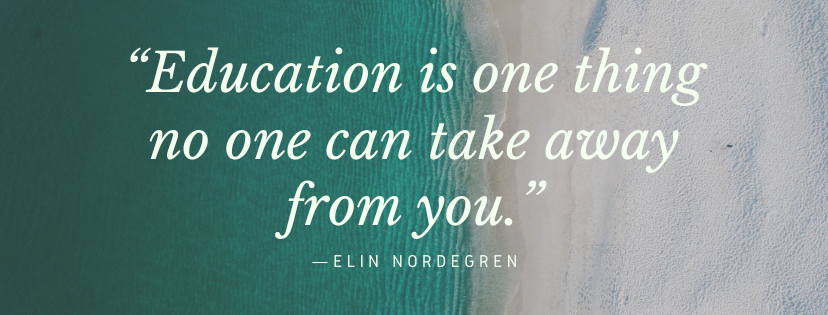 “Education is one thing
no one can take away
from you.”
—ELIN NORDEGREN